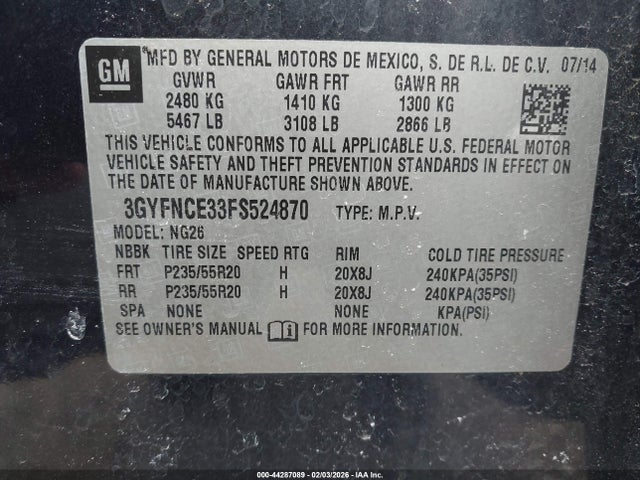 GM
MFD BY GENERAL MOTORS DE MEXICO, S. DE R.L. DE C.V. 07/14
GVWR GAWR FRT GAWR RR
2480 KG 1410 KG 1300 KG
5467 LB 3108 LB 2866 LB
THIS VEHICLE CONFORMS TO ALL APPLICABLE U.S. FEDERAL MOTOR
VEHICLE SAFETY AND THEFT PREVENTION STANDARDS IN EFFECT ON
THE DATE OF MANUFACTURE SHOWN ABOVE.
3GYFNCE33FS524870 TYPE: M.P.V.
MODEL: NG26
NBBK TIRE SIZE SPEED RTG RIM COLD TIRE PRESSURE
FRT P235/55R20 H 20X8J 240KPA(35PSI)
RR P235/55R20 H 20X8J 240KPA(35PSI)
SPA NONE NONE KPA(PSI)
SEE OWNER'S MANUAL FOR MORE INFORMATION.
000-44287089 - 02/03/2026 - IAA Inc.